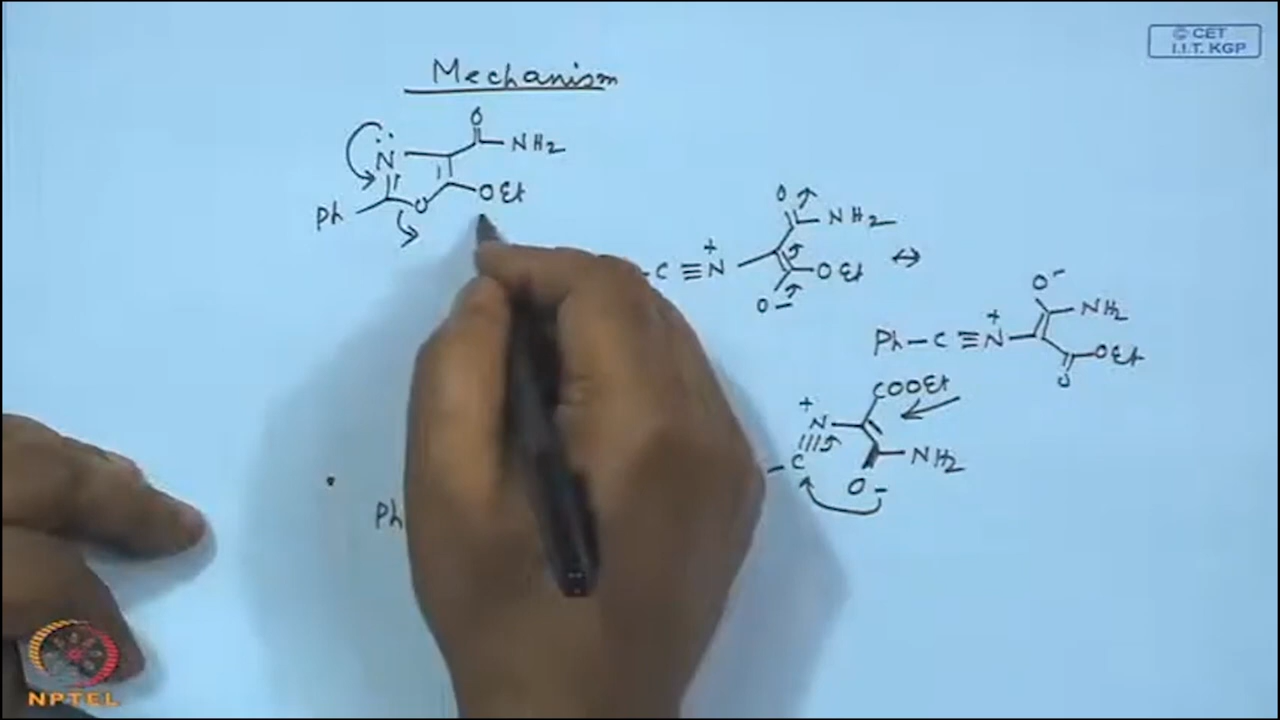 © CET
I.I.T. KGP
Mechanism
O
N NH2
Ph O OEt
O NH2
+
C ≡ N OEt ↔
O−
O−
+ NH2
Ph−C ≡ N OEt
O
COOEt
+
N
C NH2
O−
Ph
NPTEL